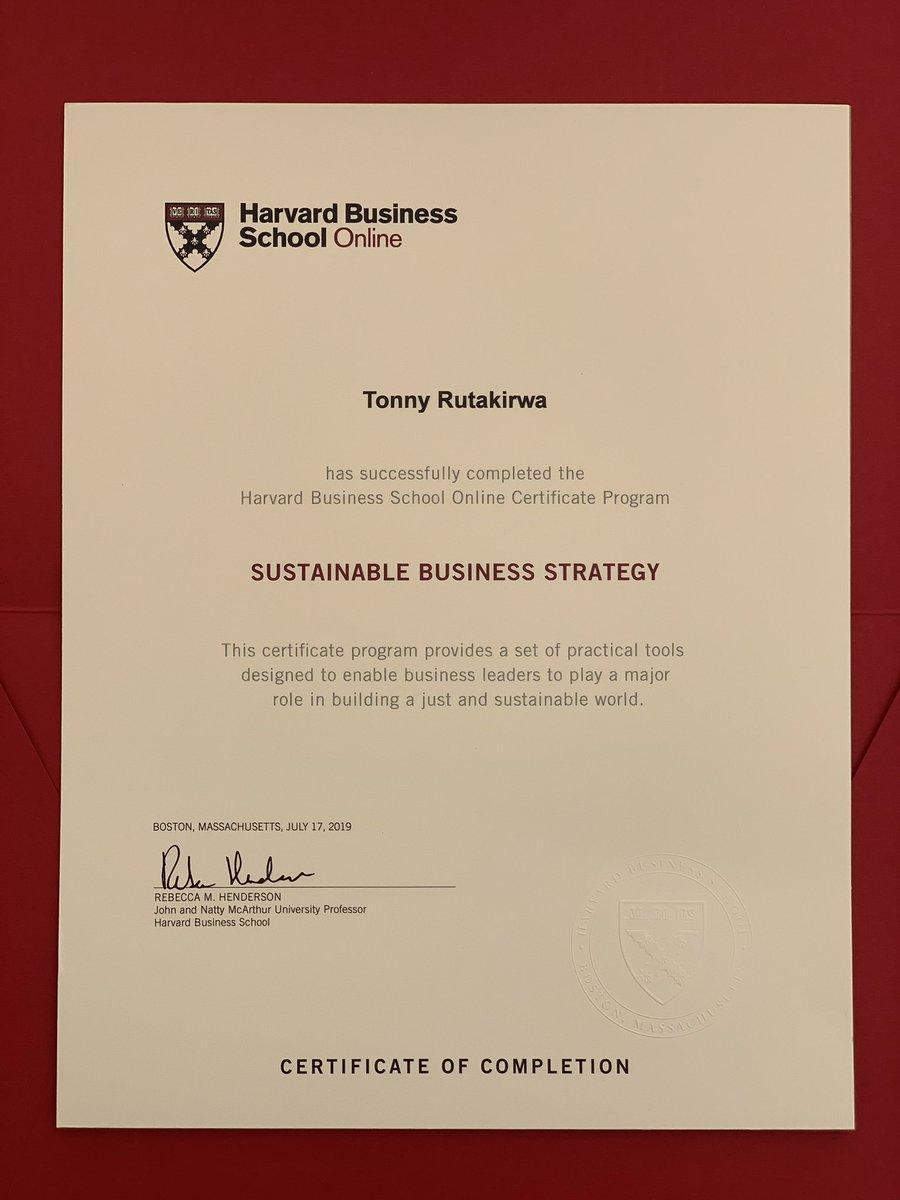 Harvard Business
School Online
Tonny Rutakirwa
has successfully completed the
Harvard Business School Online Certificate Program
SUSTAINABLE BUSINESS STRATEGY
This certificate program provides a set of practical tools
designed to enable business leaders to play a major
role in building a just and sustainable world.
BOSTON, MASSACHUSETTS, JULY 17, 2019
REBECCA M. HENDERSON
John and Natty McArthur University Professor
Harvard Business School
HARVARD BUSINESS SCHOOL
BOSTON, MASSACHUSETTS
CERTIFICATE OF COMPLETION